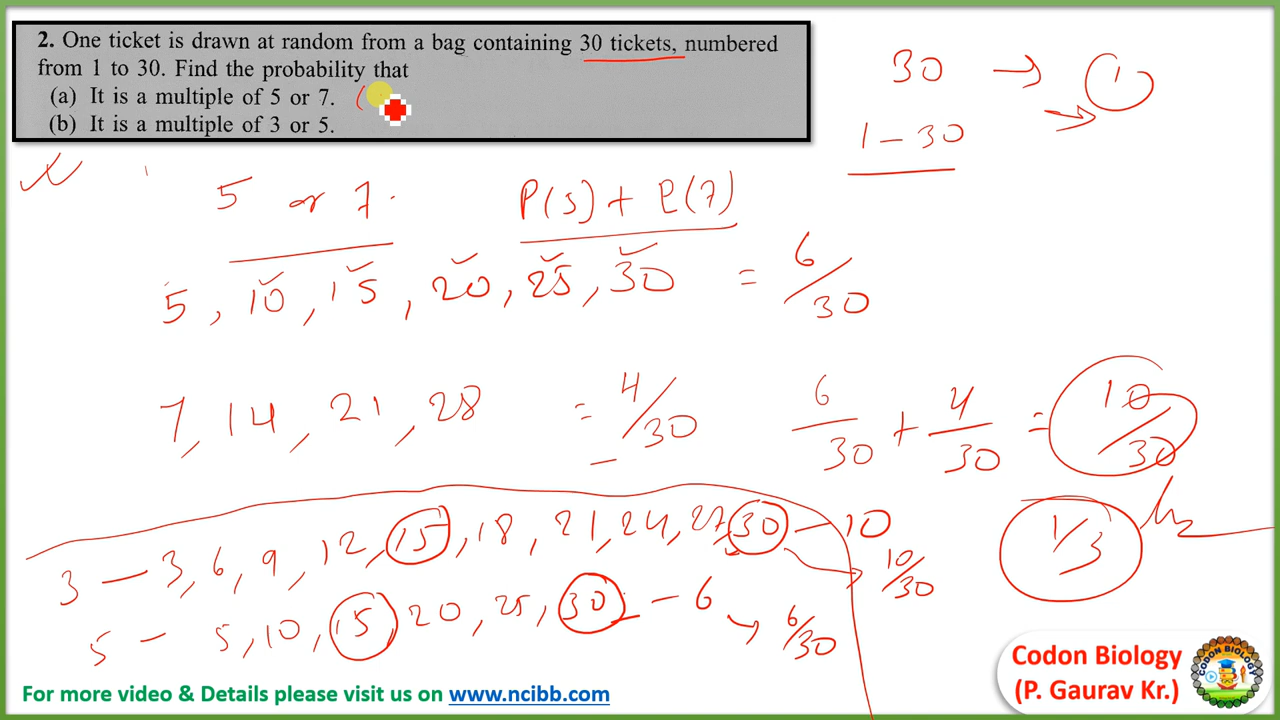 2. One ticket is drawn at random from a bag containing 30 tickets, numbered
from 1 to 30. Find the probability that
(a) It is a multiple of 5 or 7. (
(b) It is a multiple of 3 or 5.
30 → 1
1 – 30
5 or 7. P(5) + P(7)
5, 10, 15, 20, 25, 30 = 6/30
7, 14, 21, 28 = 4/30
6/30 + 4/30 = 10/30
1/3
3 — 3, 6, 9, 12, 15, 18, 21, 24, 27, 30 – 10
10/30
5 – 5, 10, 15, 20, 25, 30 – 6 → 6/30
Codon Biology
(P. Gaurav Kr.)
CODON BIOLOGY
For more video & Details please visit us on www.ncibb.com